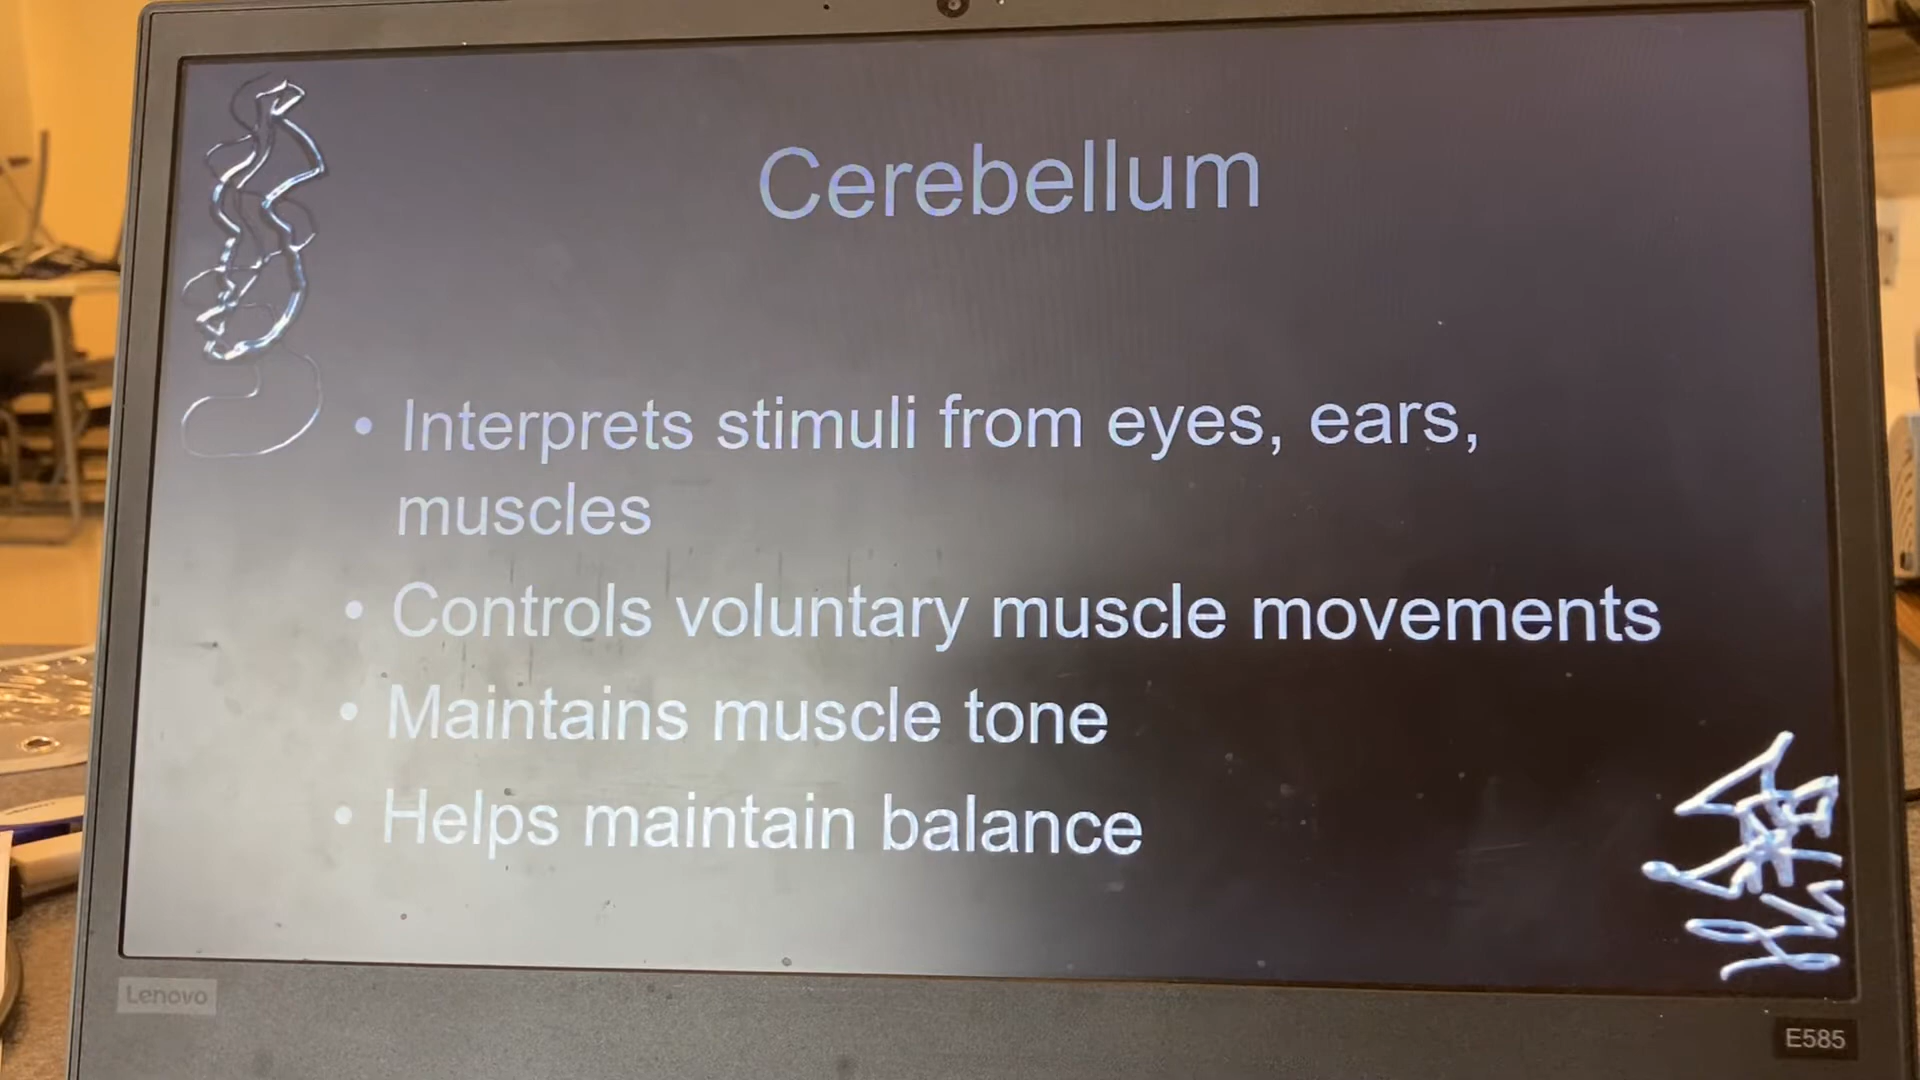 Cerebellum
• Interprets stimuli from eyes, ears,
muscles
• Controls voluntary muscle movements
• Maintains muscle tone
• Helps maintain balance
Lenovo
E585